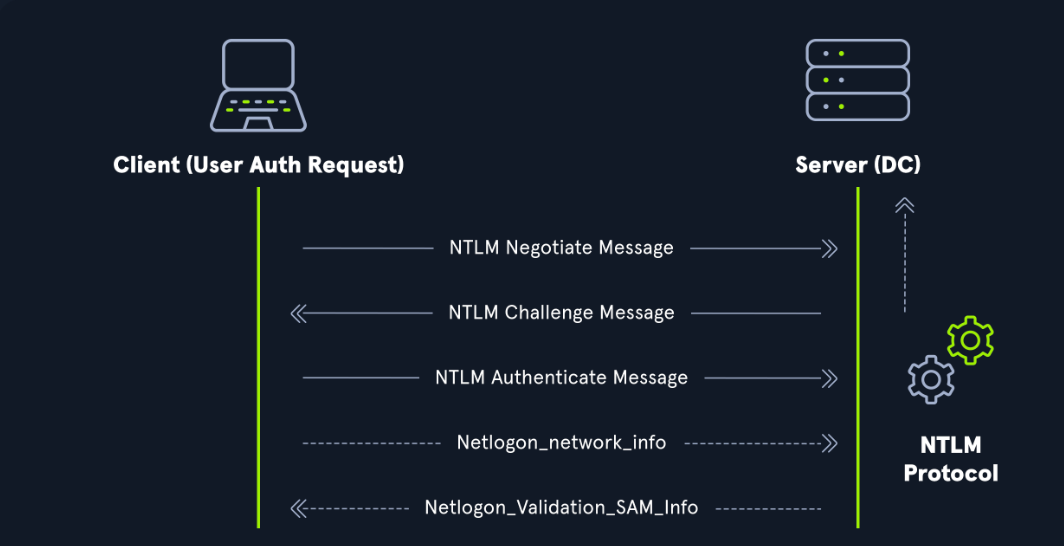 Client (User Auth Request)
Server (DC)
NTLM Negotiate Message
NTLM Challenge Message
NTLM Authenticate Message
Netlogon_network_info
Netlogon_Validation_SAM_Info
NTLM
Protocol